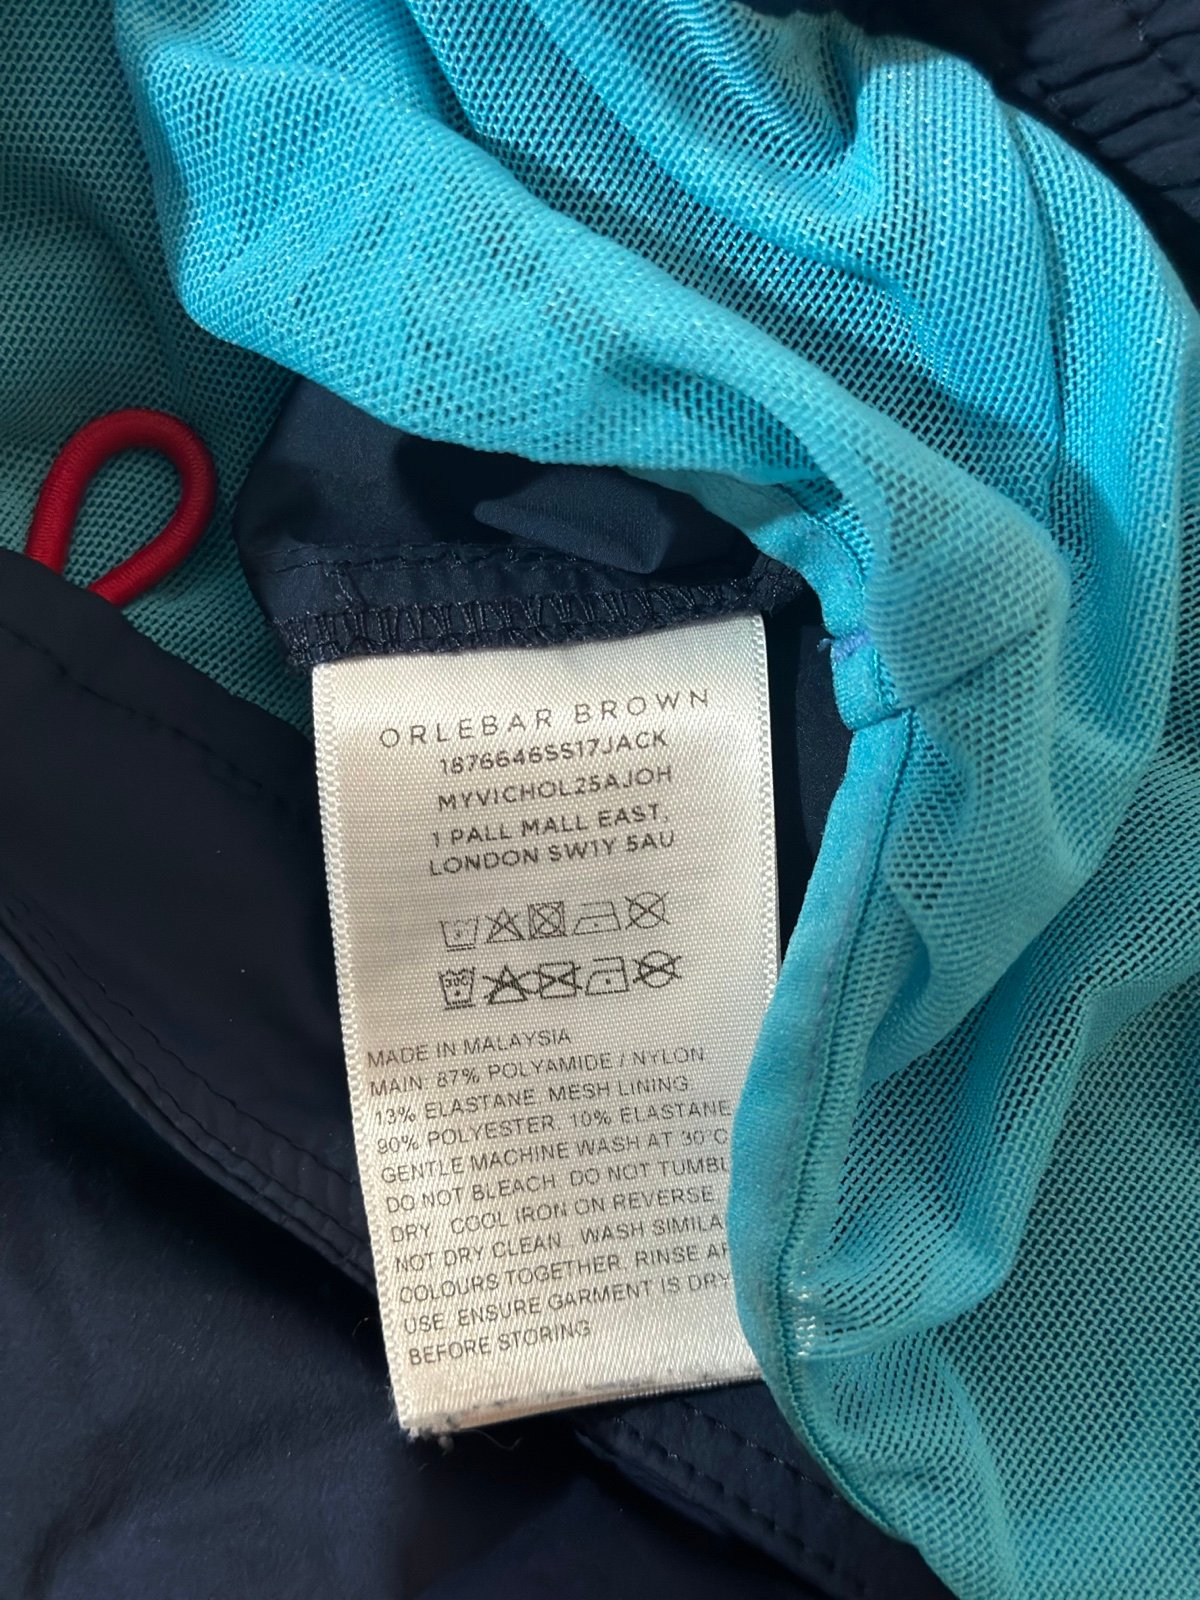 ORLEBAR BROWN
1876646SS17JACK
MYVICHOL25AJOH
1 PALL MALL EAST,
LONDON SW1Y 5AU
30C
MADE IN MALAYSIA
MAIN: 87% POLYAMIDE / NYLON
13% ELASTANE MESH LINING
90% POLYESTER, 10% ELASTANE
GENTLE MACHINE WASH AT 30°C
DO NOT BLEACH DO NOT TUMBL
DRY COOL IRON ON REVERSE
NOT DRY CLEAN WASH SIMILA
COLOURS TOGETHER. RINSE AF
USE ENSURE GARMENT IS DRY
BEFORE STORING